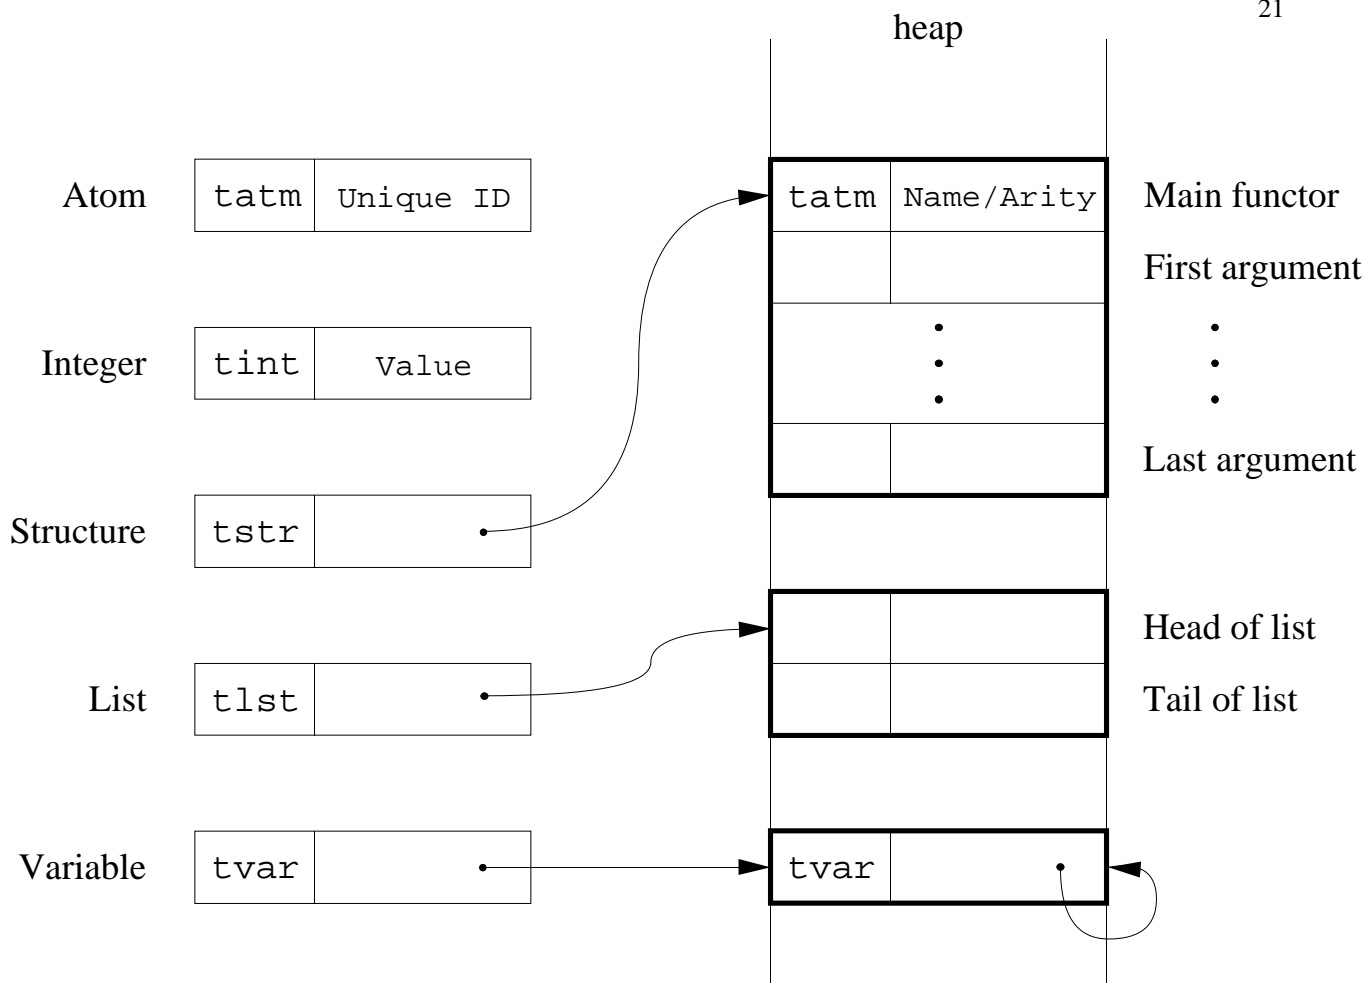 21
heap
Atom tatm Unique ID tatm Name/Arity Main functor
First argument
Integer tint Value
Last argument
Structure tstr
Head of list
List tlst Tail of list
Variable tvar tvar